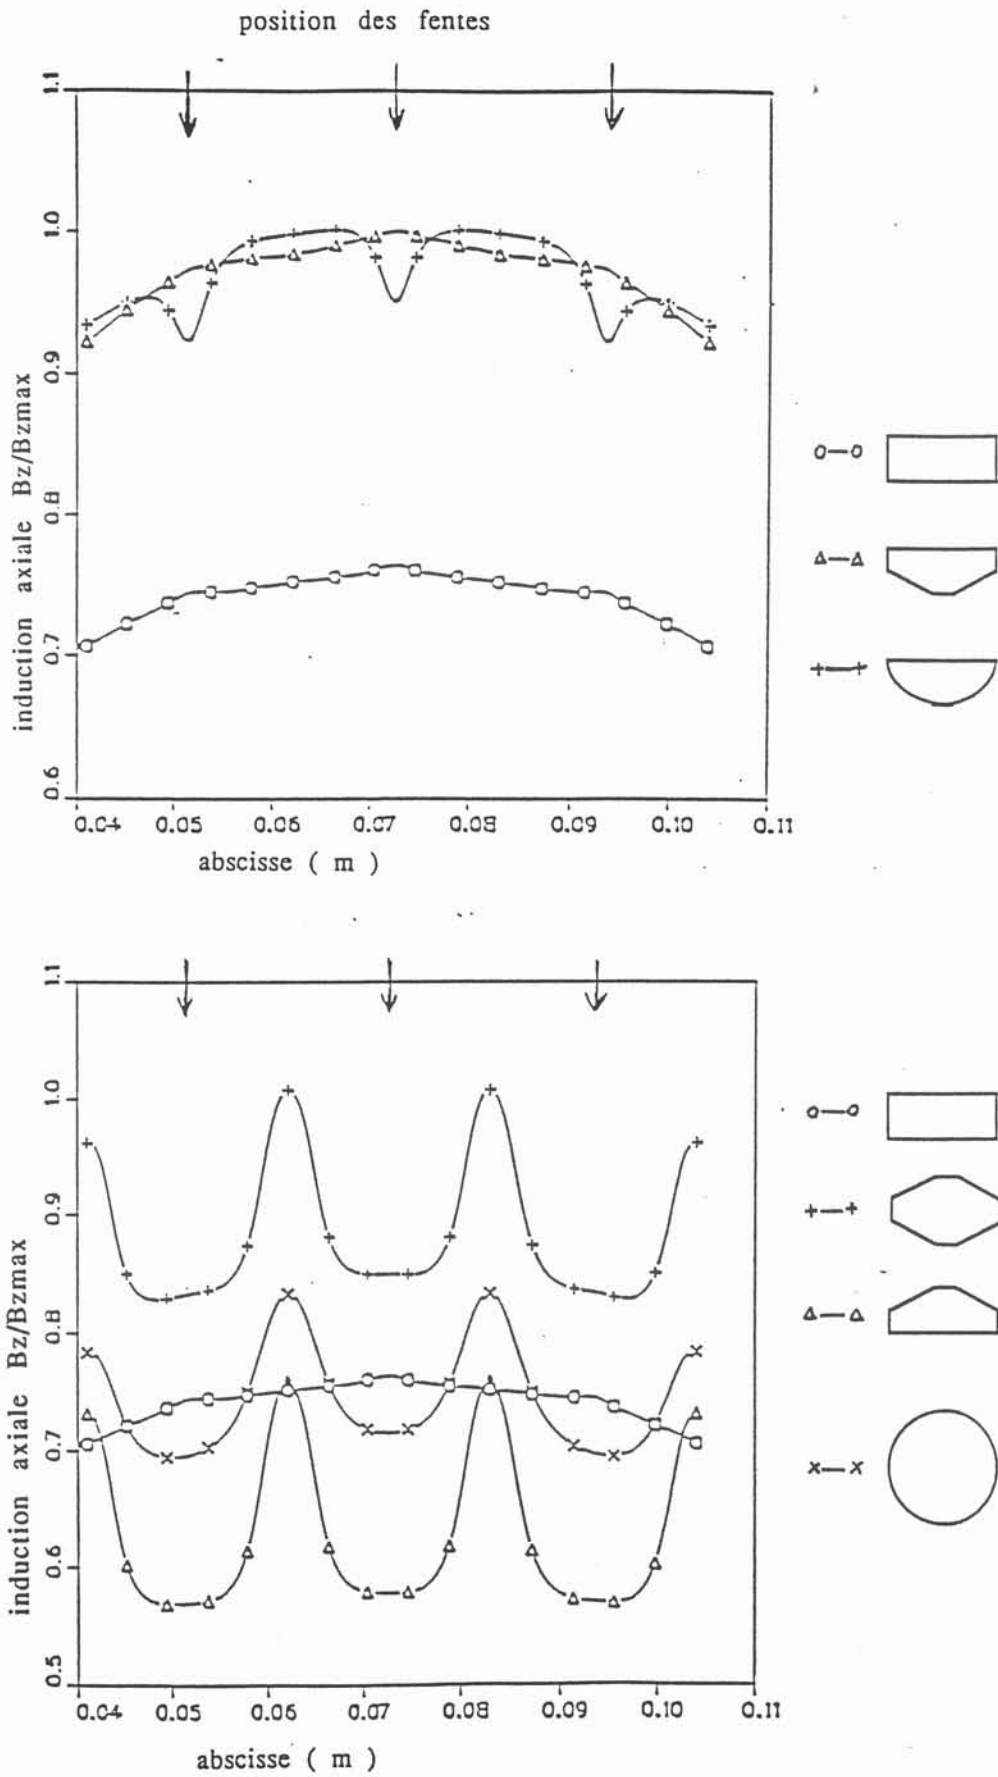 position des fentes
1.1
1.0
0.9
0.8
0.7
0.6
induction axiale Bz/Bzmax
0.04 0.05 0.06 0.07 0.08 0.09 0.10 0.11
abscisse ( m )
1.1
1.0
0.9
0.8
0.7
0.6
0.5
induction axiale Bz/Bzmax
0.04 0.05 0.06 0.07 0.08 0.09 0.10 0.11
abscisse ( m )